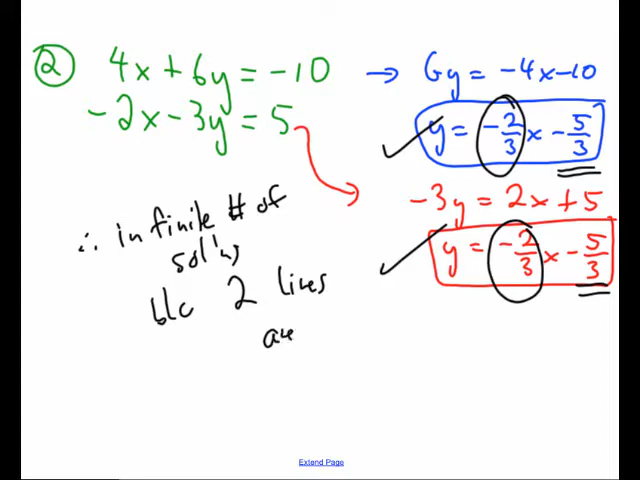 ② 4x + 6y = -10 → 6y = -4x - 10
-2x - 3y = 5
y = -2/3 x - 5/3
-3y = 2x + 5
y = -2/3 x - 5/3
∴ infinite # of
sol'ns
b/c 2 lines
are
Extend Page